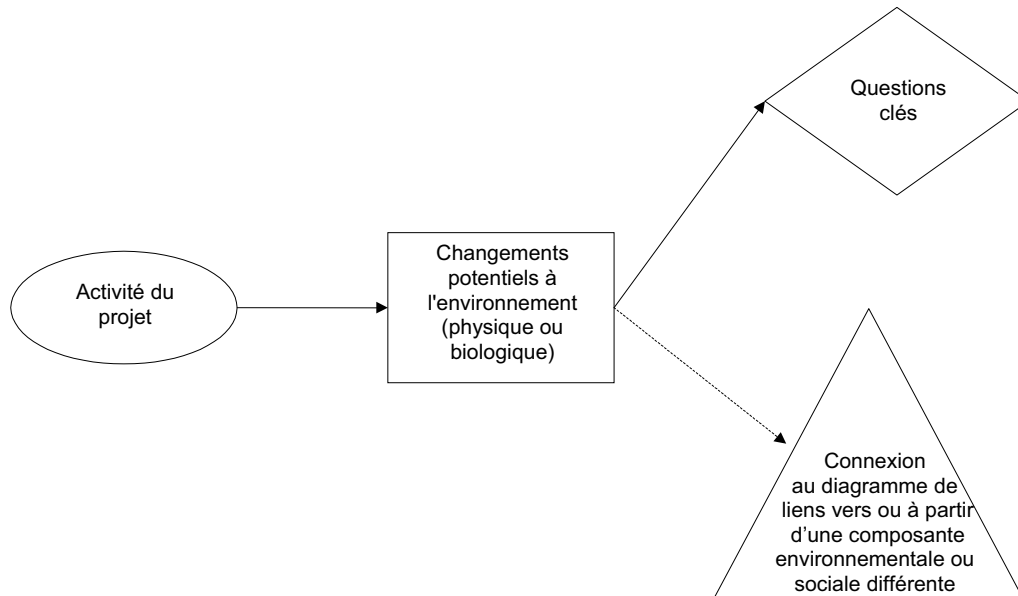 Questions
clés
Activité du
projet
Changements
potentiels à
l'environnement
(physique ou
biologique)
Connexion
au diagramme de
liens vers ou à partir
d’une composante
environnementale ou
sociale différente